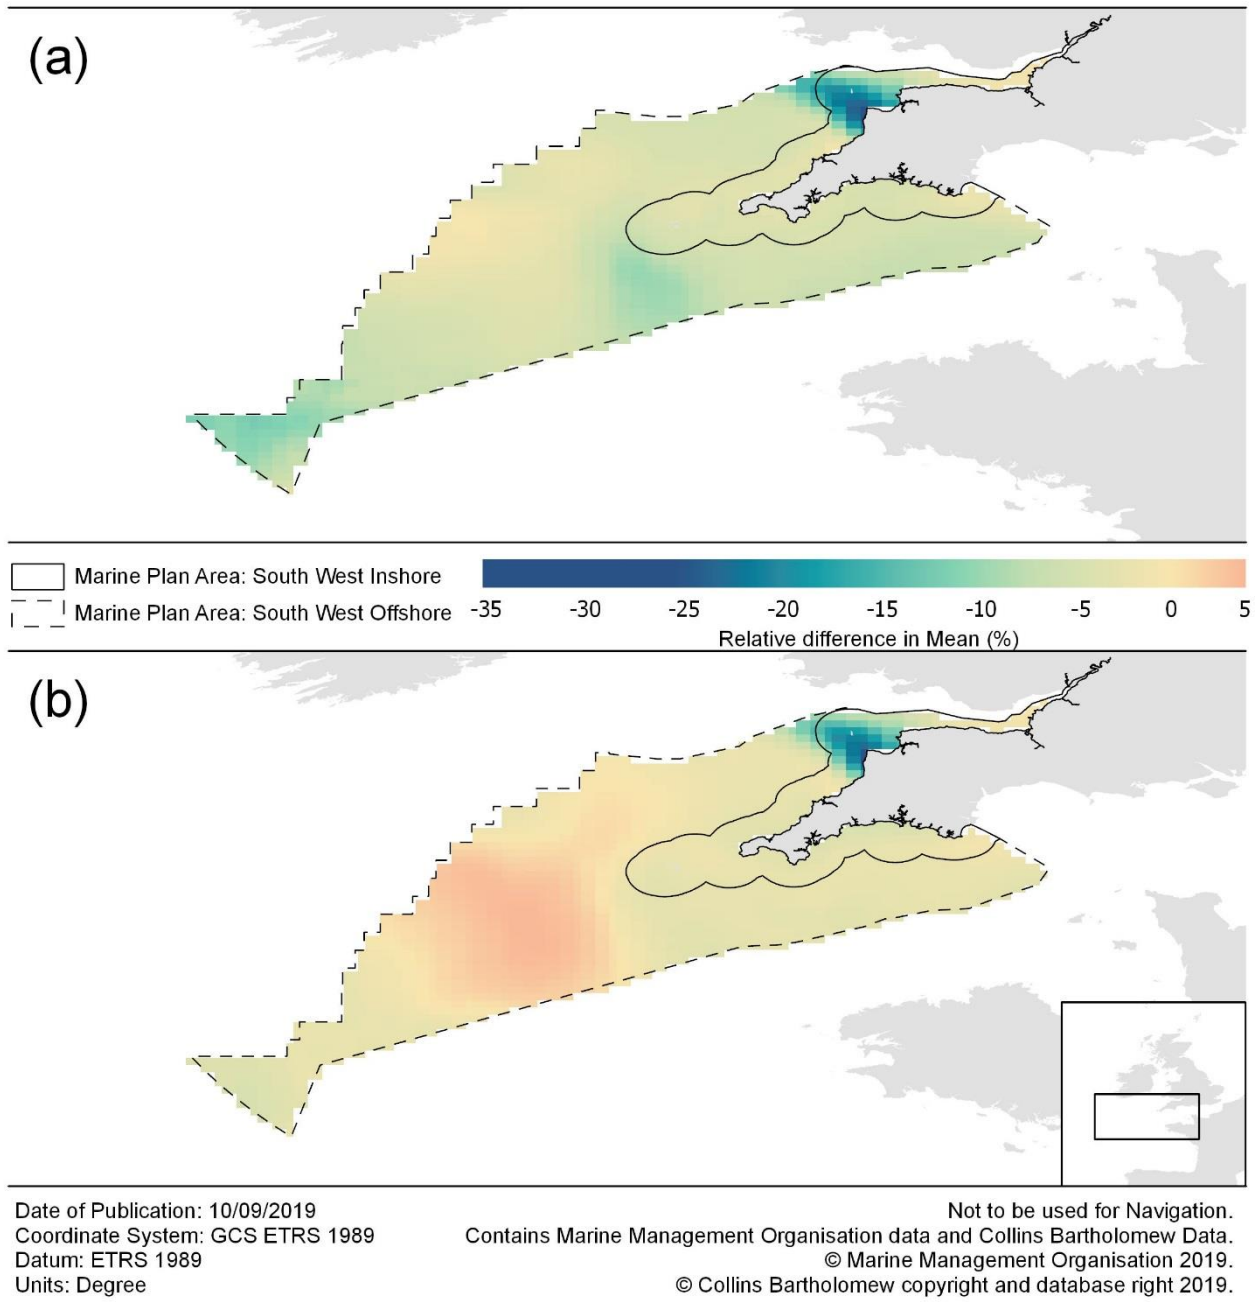 (a)
Marine Plan Area: South West Inshore
Marine Plan Area: South West Offshore
-35 -30 -25 -20 -15 -10 -5 0 5
Relative difference in Mean (%)
(b)
Date of Publication: 10/09/2019
Coordinate System: GCS ETRS 1989
Datum: ETRS 1989
Units: Degree
Not to be used for Navigation.
Contains Marine Management Organisation data and Collins Bartholomew Data.
© Marine Management Organisation 2019.
© Collins Bartholomew copyright and database right 2019.